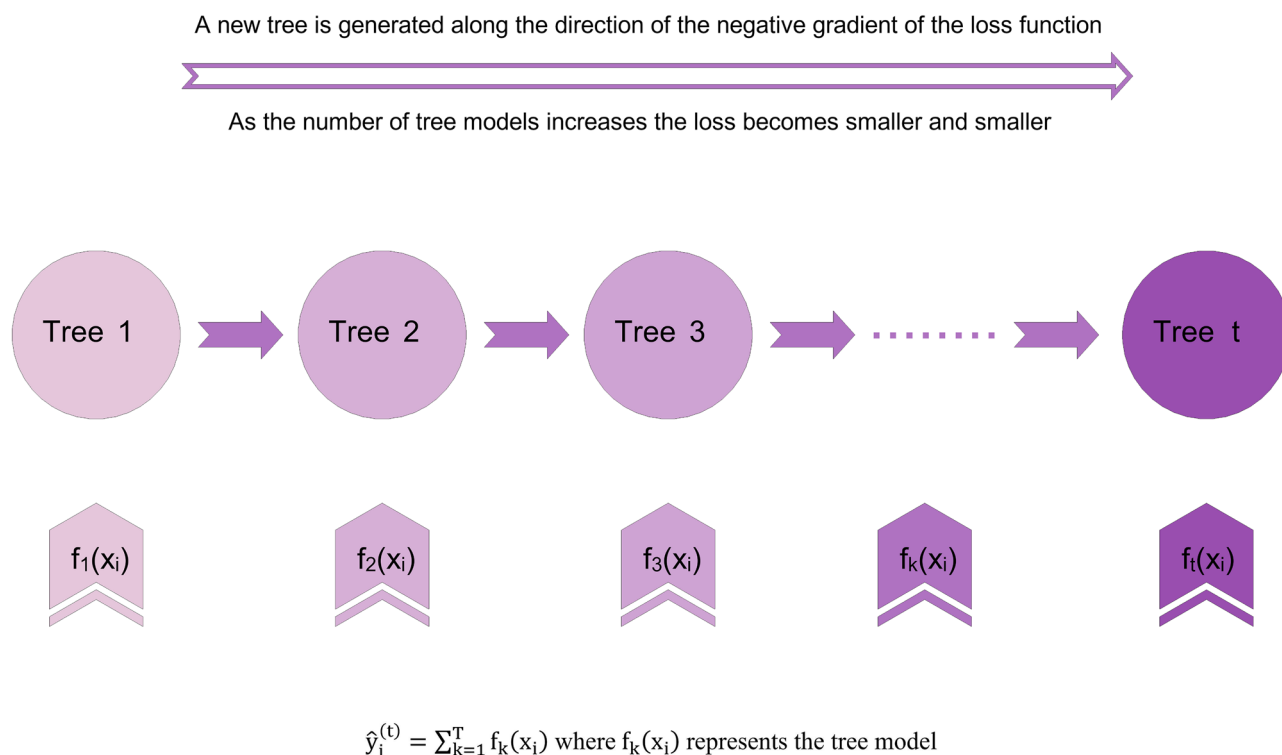 A new tree is generated along the direction of the negative gradient of the loss function
As the number of tree models increases the loss becomes smaller and smaller
Tree 1
Tree 2
Tree 3
........
Tree t
f₁(xᵢ)
f₂(xᵢ)
f₃(xᵢ)
fₖ(xᵢ)
fₜ(xᵢ)
ŷᵢ⁽ᵗ⁾ = ∑ₖ₌₁ᵀ fₖ(xᵢ) where fₖ(xᵢ) represents the tree model